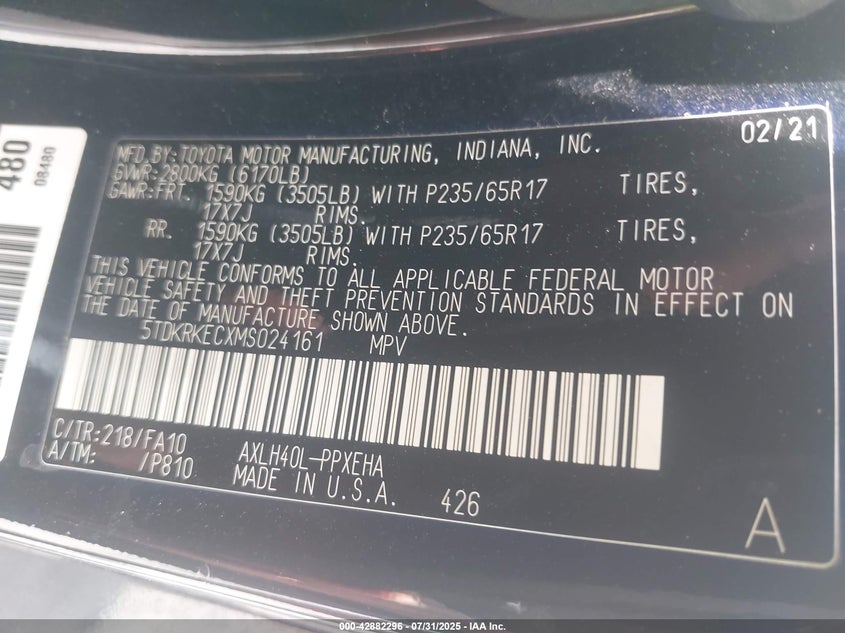 480
08480
02/21
MFD.BY:TOYOTA MOTOR MANUFACTURING, INDIANA, INC.
GVWR:2800KG (6170LB)
GAWR:FRT. 1590KG (3505LB) WITH P235/65R17 TIRES,
17X7J RIMS.
RR. 1590KG (3505LB) WITH P235/65R17 TIRES,
17X7J RIMS.
THIS VEHICLE CONFORMS TO ALL APPLICABLE FEDERAL MOTOR
VEHICLE SAFETY AND THEFT PREVENTION STANDARDS IN EFFECT ON
THE DATE OF MANUFACTURE SHOWN ABOVE.
5TDKRKECXMS024161 MPV
C/TR:218/FA10 AXLH40L-PPXEHA
A/TM: /P810 MADE IN U.S.A. 426
A
000-42882296 - 07/31/2025 - IAA Inc.